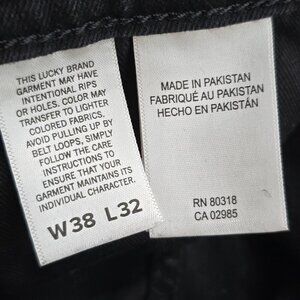 THIS LUCKY BRAND
GARMENT MAY HAVE
INTENTIONAL RIPS
OR HOLES. COLOR MAY
TRANSFER TO LIGHTER
COLORED FABRICS.
AVOID PULLING UP BY
BELT LOOPS, SIMPLY
FOLLOW THE CARE
INSTRUCTIONS TO
ENSURE THAT YOUR
GARMENT MAINTAINS ITS
INDIVIDUAL CHARACTER.
W38 L32
MADE IN PAKISTAN
FABRIQUÉ AU PAKISTAN
HECHO EN PAKISTÁN
RN 80318
CA 02985